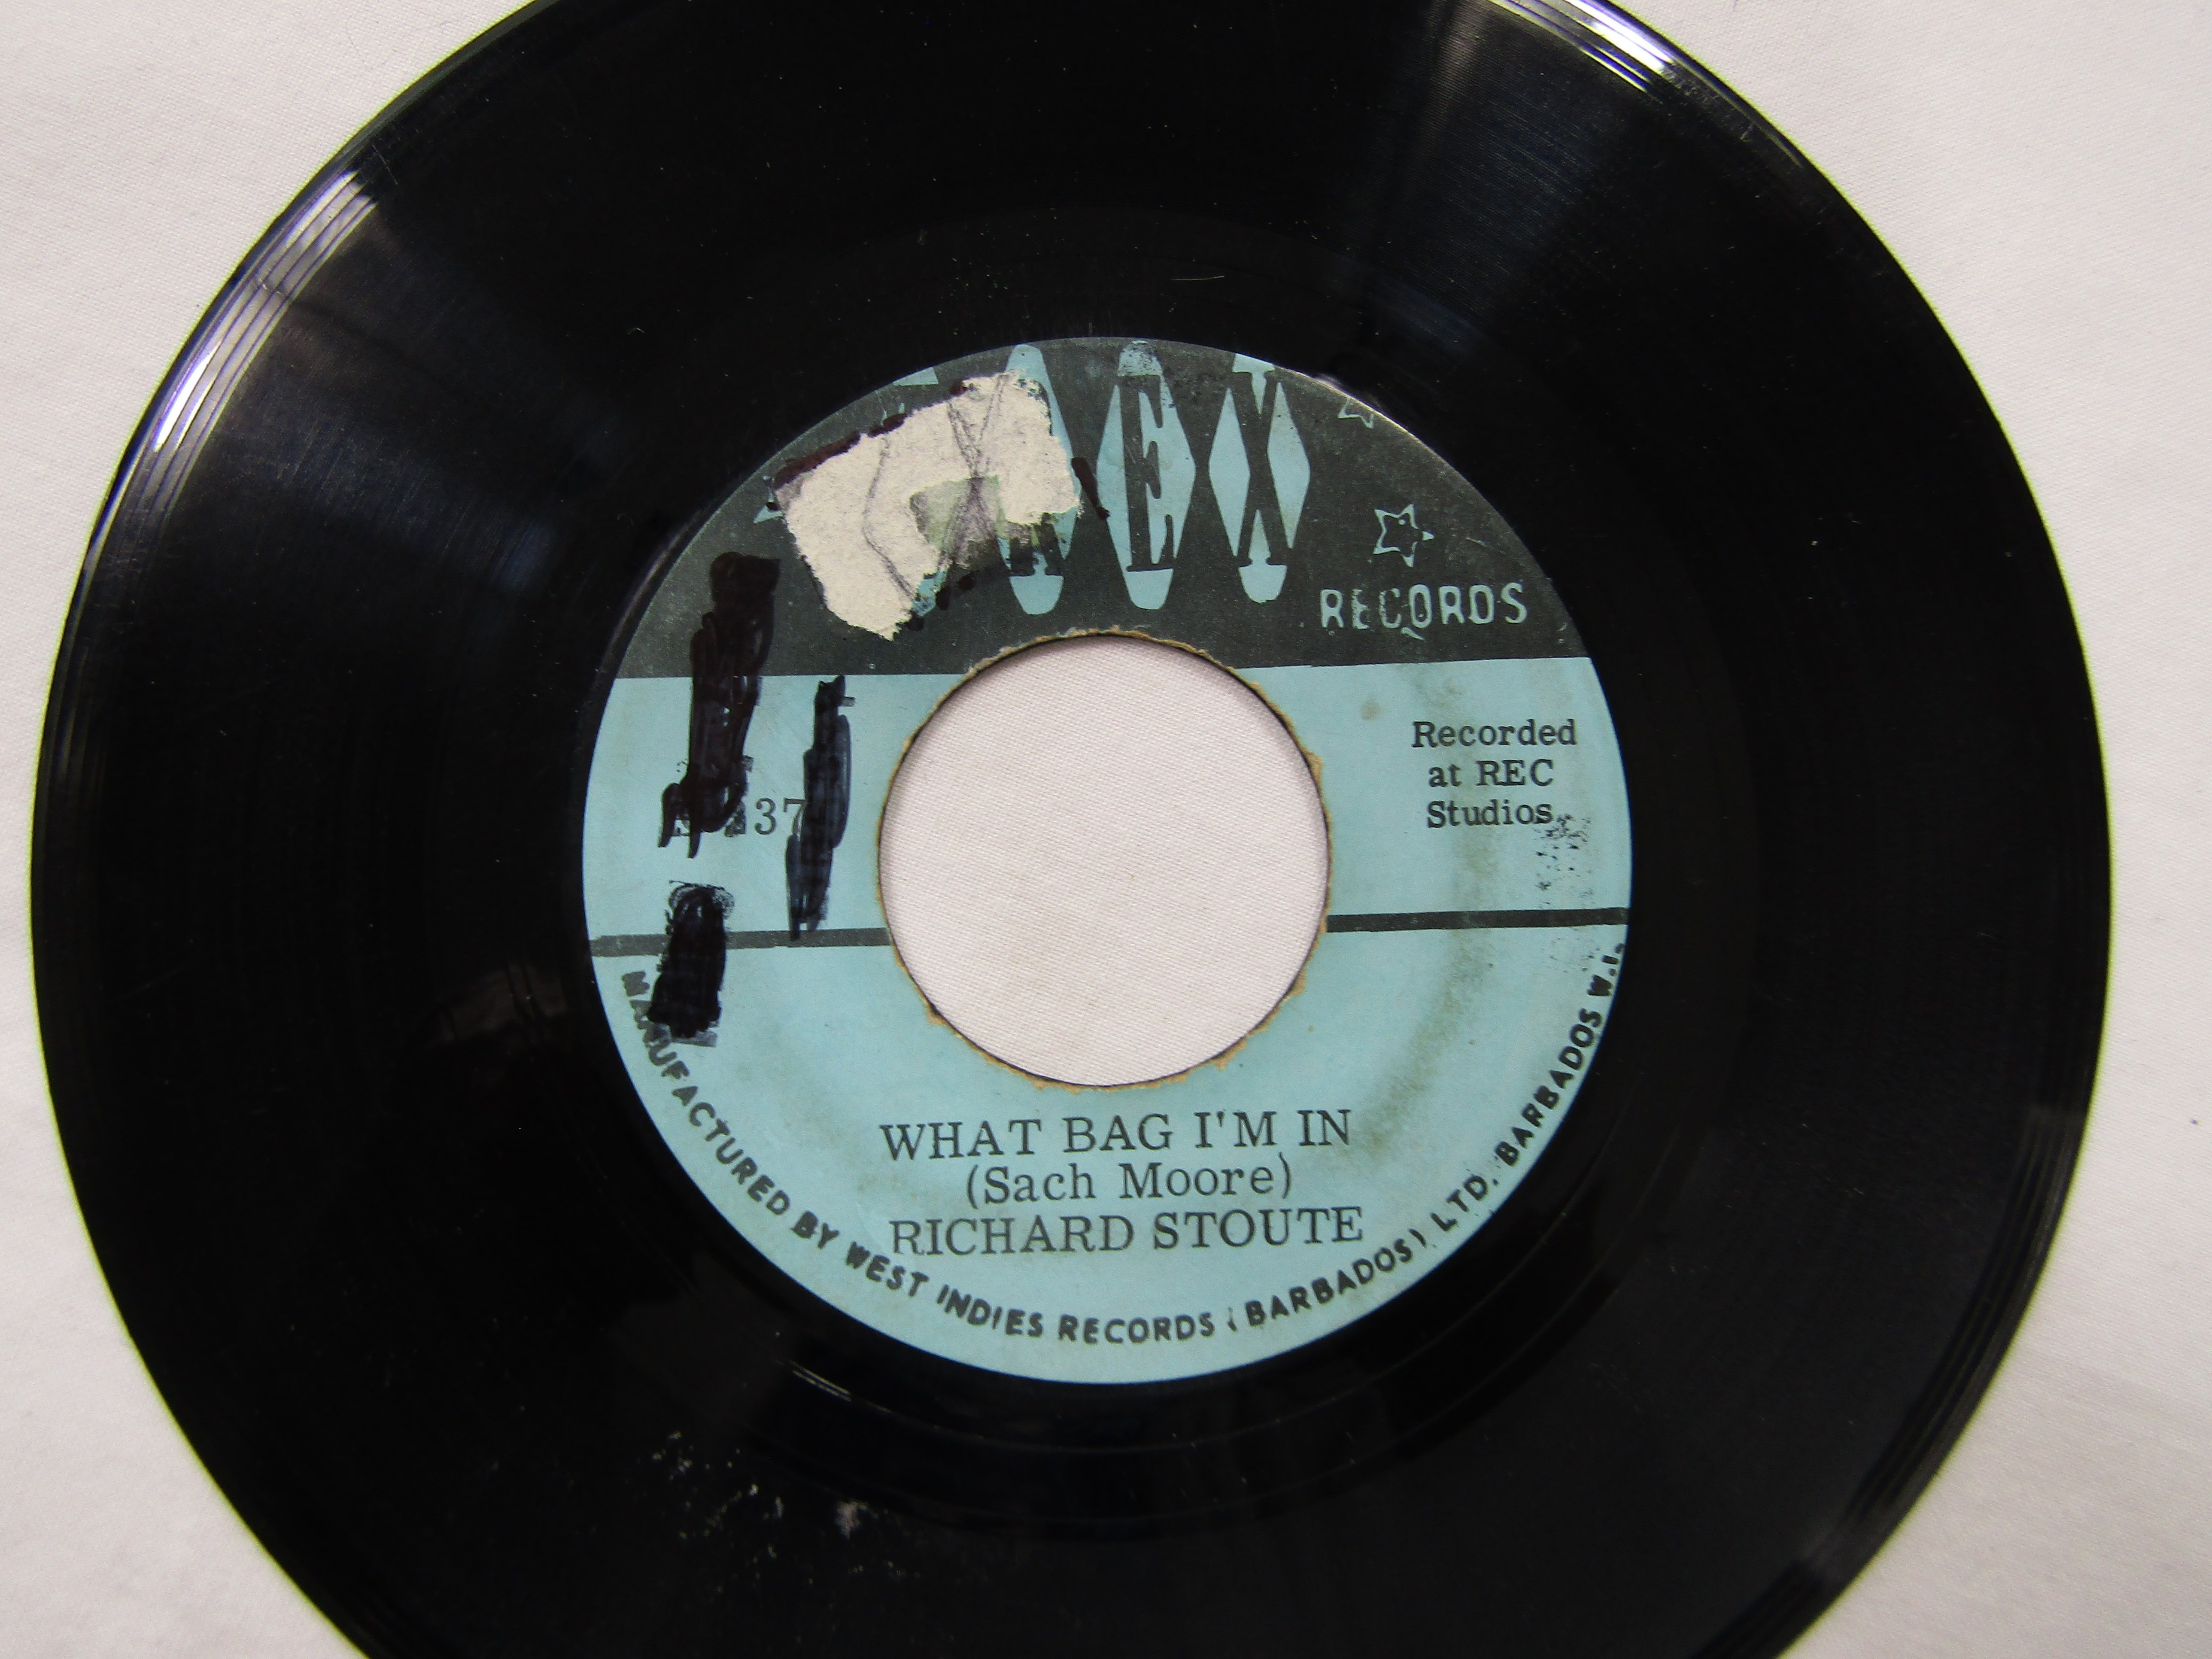 RECORDS
Recorded
at REC
Studios
37
WHAT BAG I'M IN
(Sach Moore)
RICHARD STOUTE
MANUFACTURED BY WEST INDIES RECORDS (BARBADOS) LTD. BARBADOS W.I.